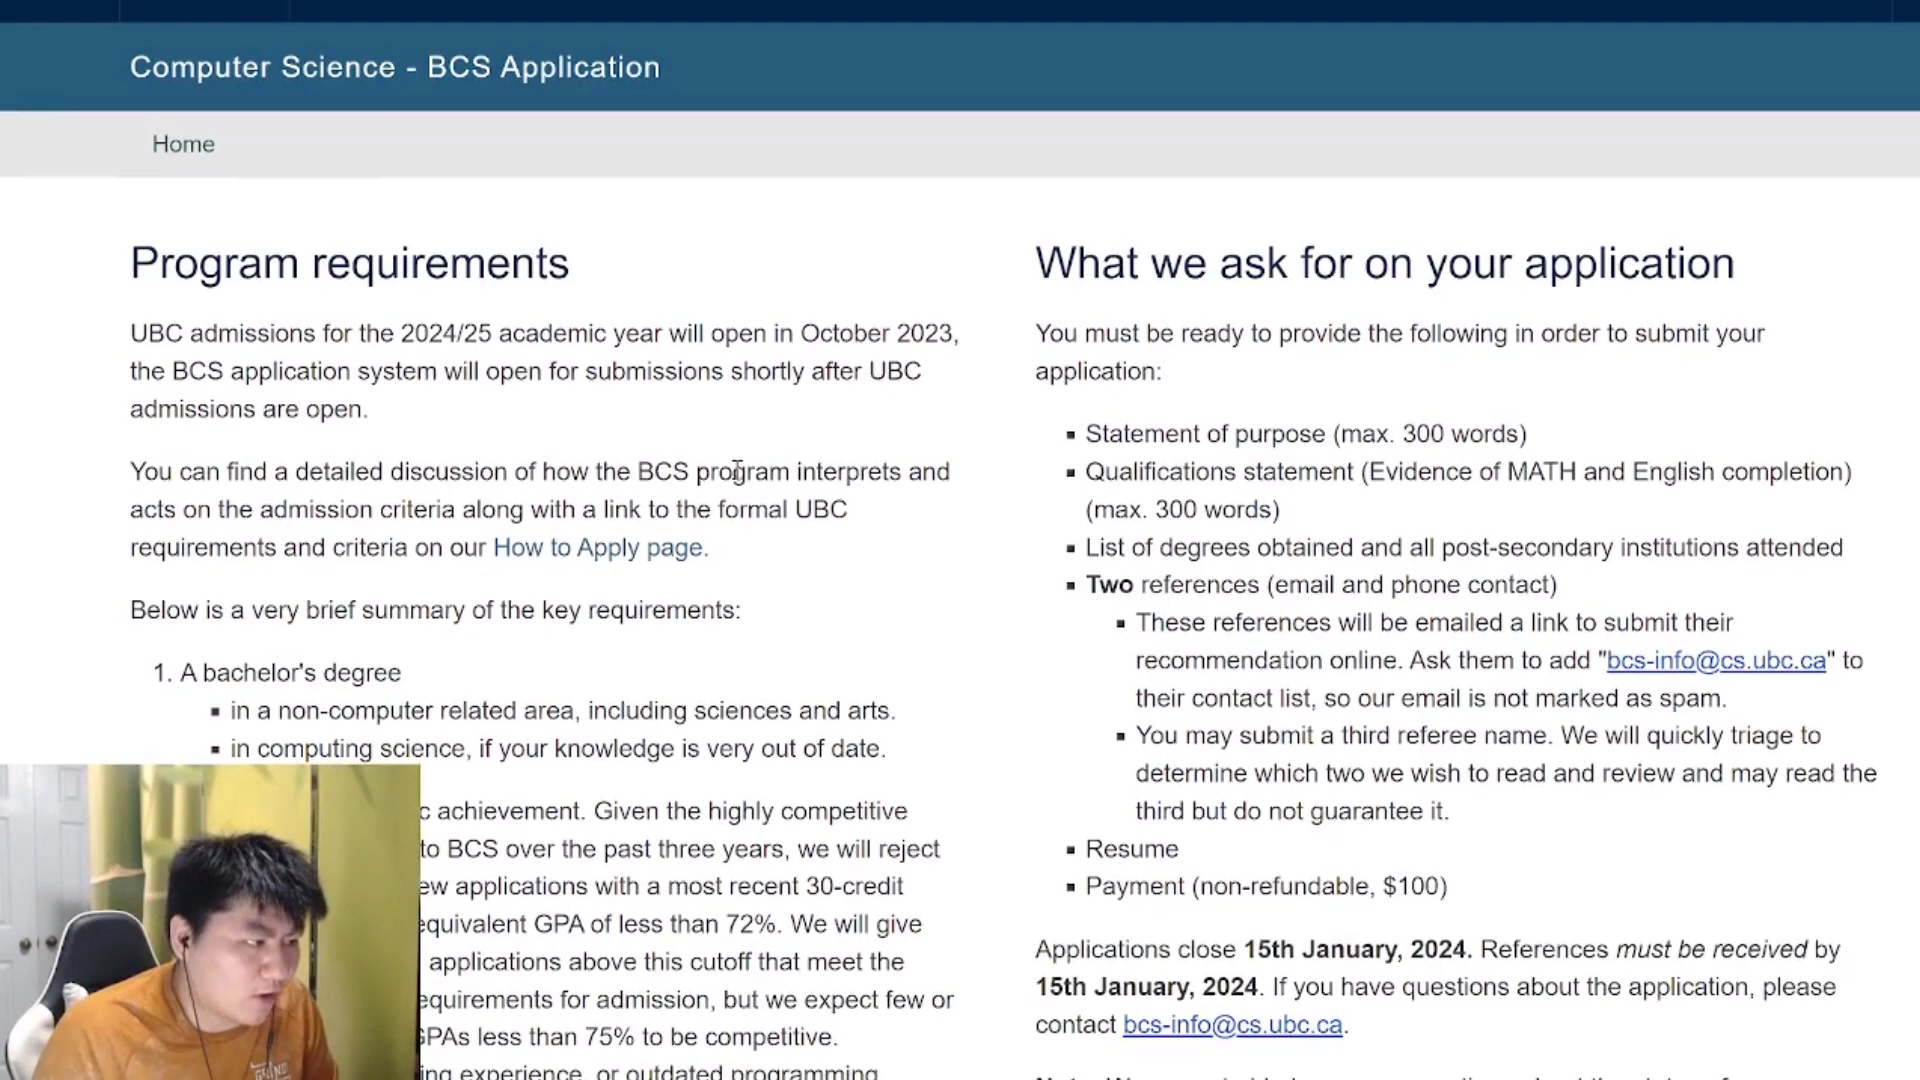 Computer Science - BCS Application
Home
Program requirements
UBC admissions for the 2024/25 academic year will open in October 2023,
the BCS application system will open for submissions shortly after UBC
admissions are open.
You can find a detailed discussion of how the BCS program interprets and
acts on the admission criteria along with a link to the formal UBC
requirements and criteria on our How to Apply page.
Below is a very brief summary of the key requirements:
1. A bachelor's degree
▪ in a non-computer related area, including sciences and arts.
▪ in computing science, if your knowledge is very out of date.
c achievement. Given the highly competitive
to BCS over the past three years, we will reject
ew applications with a most recent 30-credit
equivalent GPA of less than 72%. We will give
applications above this cutoff that meet the
equirements for admission, but we expect few or
GPAs less than 75% to be competitive.
ing experience, or outdated programming
What we ask for on your application
You must be ready to provide the following in order to submit your
application:
▪ Statement of purpose (max. 300 words)
▪ Qualifications statement (Evidence of MATH and English completion)
(max. 300 words)
▪ List of degrees obtained and all post-secondary institutions attended
▪ Two references (email and phone contact)
▪ These references will be emailed a link to submit their
recommendation online. Ask them to add "bcs-info@cs.ubc.ca" to
their contact list, so our email is not marked as spam.
▪ You may submit a third referee name. We will quickly triage to
determine which two we wish to read and review and may read the
third but do not guarantee it.
▪ Resume
▪ Payment (non-refundable, $100)
Applications close 15th January, 2024. References must be received by
15th January, 2024. If you have questions about the application, please
contact bcs-info@cs.ubc.ca.